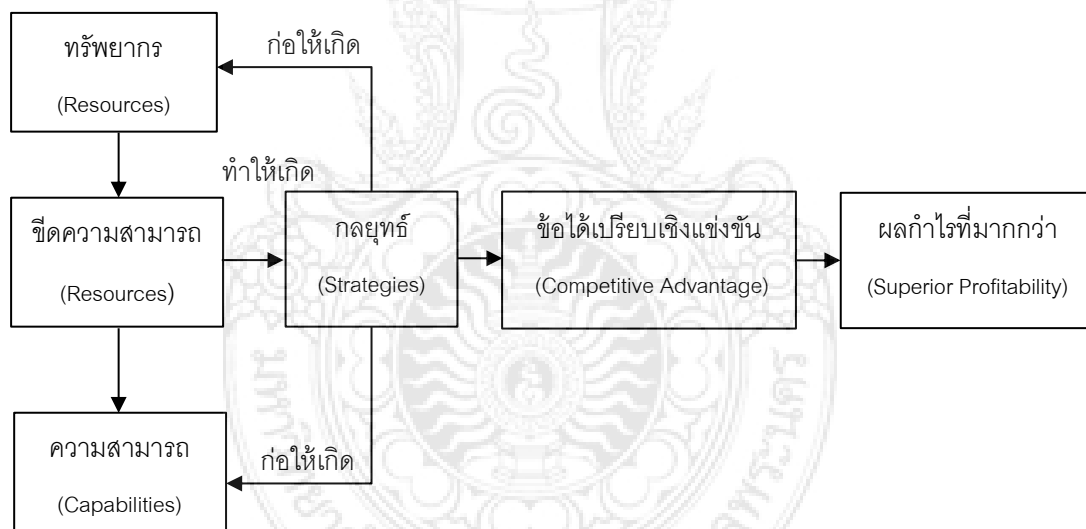 ทรัพยากร
(Resources)
ก่อให้เกิด
ทำให้เกิด
ขีดความสามารถ
(Resources)
กลยุทธ์
(Strategies)
ข้อได้เปรียบเชิงแข่งขัน
(Competitive Advantage)
ผลกำไรที่มากกว่า
(Superior Profitability)
ความสามารถ
(Capabilities)
ก่อให้เกิด